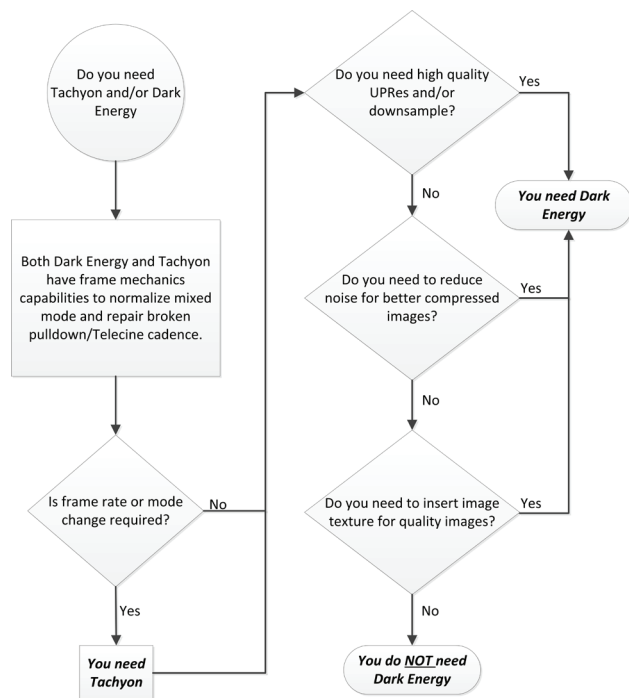 Do you need
Tachyon and/or Dark
Energy
Both Dark Energy and Tachyon
have frame mechanics
capabilities to normalize mixed
mode and repair broken
pulldown/Telecine cadence.
Is frame rate or mode
change required?
No
Yes
You need
Tachyon
Do you need high quality
UPRes and/or
downsample?
Yes
No
You need Dark
Energy
Do you need to reduce
noise for better compressed
images?
Yes
No
Do you need to insert image
texture for quality images?
Yes
No
You do NOT need
Dark Energy